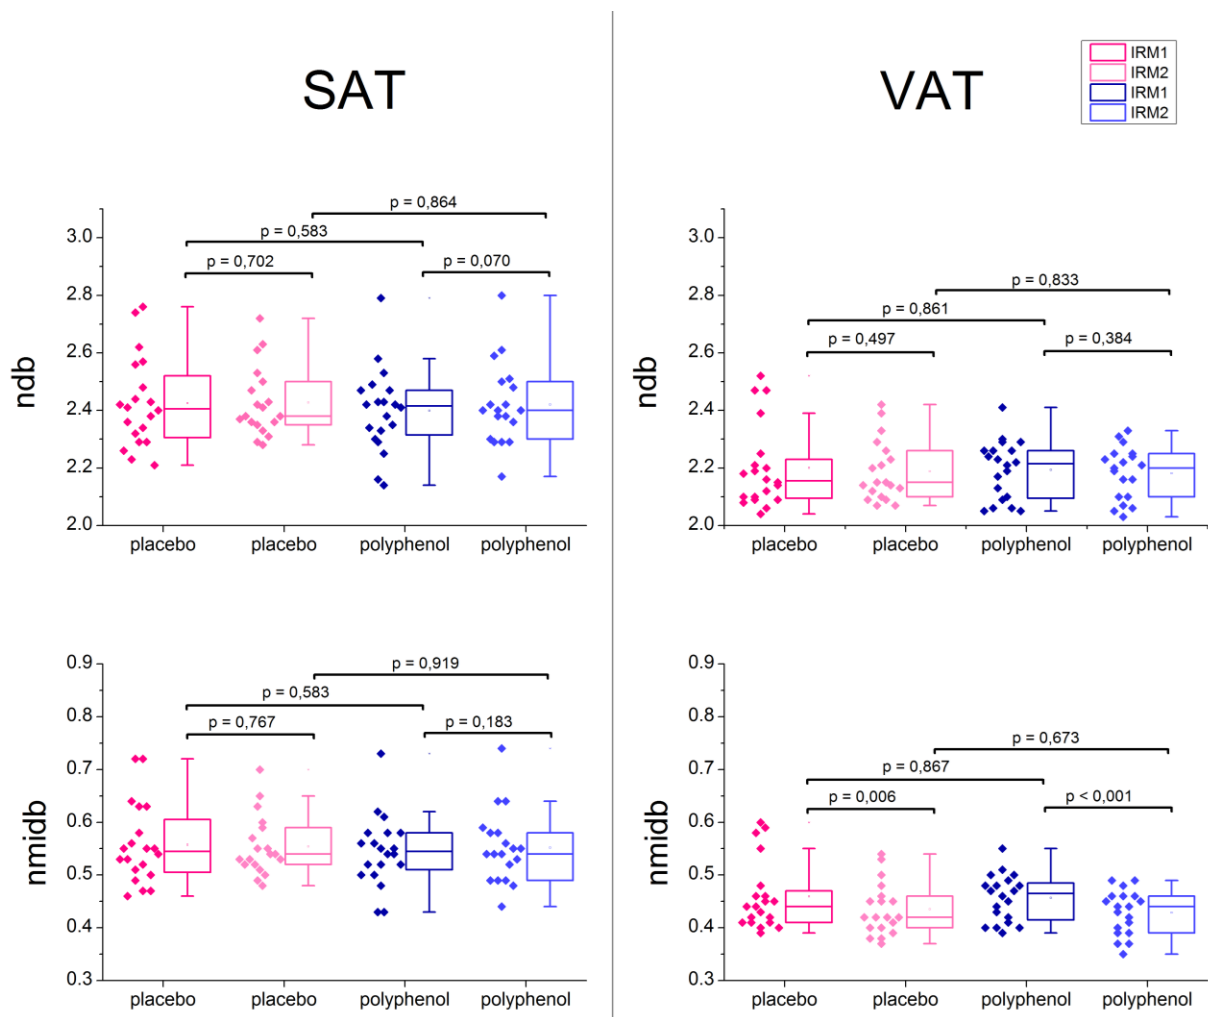 SAT
VAT
IRM1
IRM2
IRM1
IRM2
ndb
3.0
2.8
2.6
2.4
2.2
2.0
p = 0,864
p = 0,583
p = 0,702
p = 0,070
placebo
placebo
polyphenol
polyphenol
ndb
3.0
2.8
2.6
2.4
2.2
2.0
p = 0,833
p = 0,861
p = 0,497
p = 0,384
placebo
placebo
polyphenol
polyphenol
nmidb
0.9
0.8
0.7
0.6
0.5
0.4
0.3
p = 0,919
p = 0,583
p = 0,767
p = 0,183
placebo
placebo
polyphenol
polyphenol
nmidb
0.9
0.8
0.7
0.6
0.5
0.4
0.3
p = 0,673
p = 0,867
p = 0,006
p < 0,001
placebo
placebo
polyphenol
polyphenol